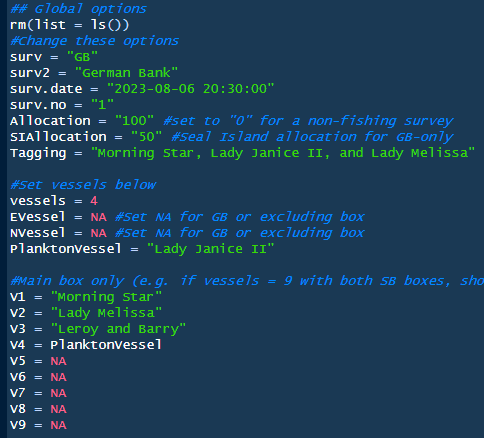 ## Global options
rm(list = ls())
#Change these options
surv = "GB"
surv2 = "German Bank"
surv.date = "2023-08-06 20:30:00"
surv.no = "1"
Allocation = "100" #set to "0" for a non-fishing survey
SIAllocation = "50" #Seal Island allocation for GB-only
Tagging = "Morning Star, Lady Janice II, and Lady Melissa"
#Set vessels below
vessels = 4
EVessel = NA #Set NA for GB or excluding box
NVessel = NA #Set NA for GB or excluding box
PlanktonVessel = "Lady Janice II"
#Main box only (e.g. if vessels = 9 with both SB boxes, sho
V1 = "Morning Star"
V2 = "Lady Melissa"
V3 = "Leroy and Barry"
V4 = PlanktonVessel
V5 = NA
V6 = NA
V7 = NA
V8 = NA
V9 = NA